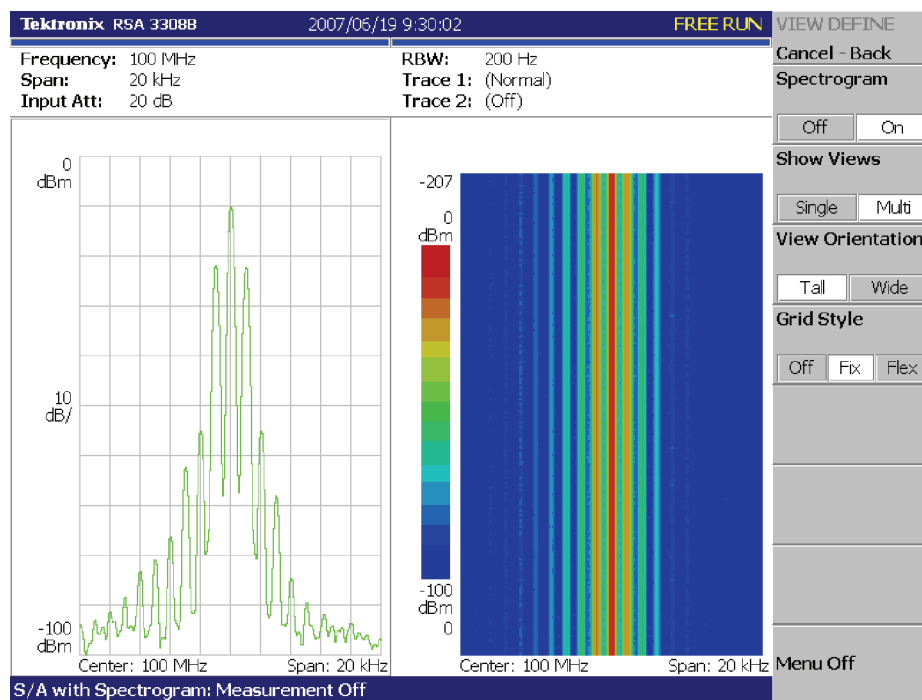 Tektronix RSA 3308B 2007/06/19 9:30:02 FREE RUN
Frequency: 100 MHz
Span: 20 kHz
Input Att: 20 dB
RBW: 200 Hz
Trace 1: (Normal)
Trace 2: (Off)
0
dBm
10
dB/
-100
dBm
Center: 100 MHz Span: 20 kHz
-207
0
dBm
-100
dBm
0
Center: 100 MHz Span: 20 kHz
S/A with Spectrogram: Measurement Off
VIEW DEFINE
Cancel - Back
Spectrogram
Off On
Show Views
Single Multi
View Orientation
Tall Wide
Grid Style
Off Fix Flex
Menu Off